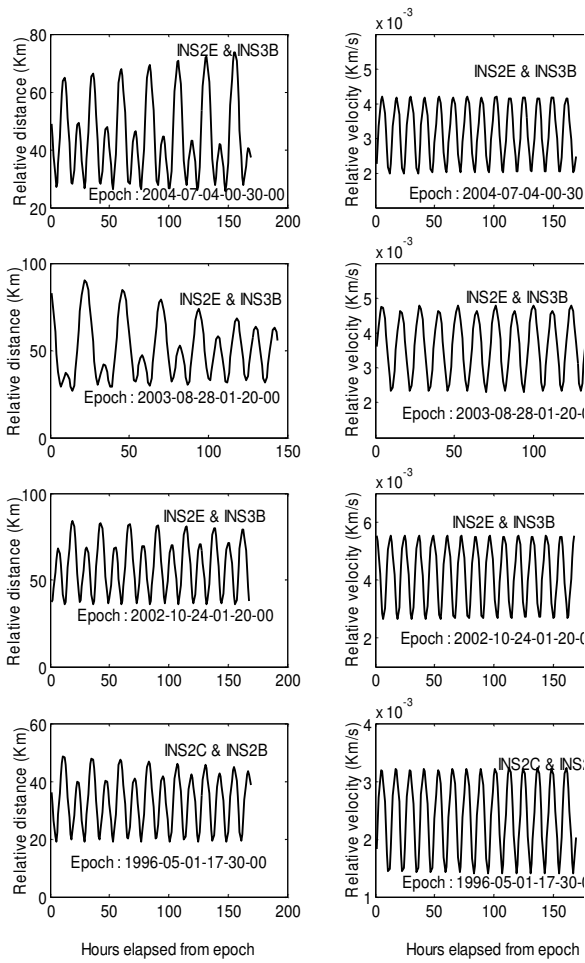 x 10⁻³
Relative distance (Km)
80
60
40
20
0
50
100
150
200
INS2E & INS3B
Epoch : 2004-07-04-00-30-00
Relative velocity (Km/s)
6
5
4
3
2
0
50
100
150
INS2E & INS3B
Epoch : 2004-07-04-00-30
x 10⁻³
Relative distance (Km)
100
50
0
0
50
100
150
INS2E & INS3B
Epoch : 2003-08-28-01-20-00
Relative velocity (Km/s)
6
5
4
3
2
1
0
50
100
INS2E & INS3B
Epoch : 2003-08-28-01-20-0
x 10⁻³
Relative distance (Km)
100
50
0
0
50
100
150
200
INS2E & INS3B
Epoch : 2002-10-24-01-20-00
Relative velocity (Km/s)
6
4
2
0
50
100
150
INS2E & INS3B
Epoch : 2002-10-24-01-20-0
x 10⁻³
Relative distance (Km)
60
40
20
0
0
50
100
150
200
INS2C & INS2B
Epoch : 1996-05-01-17-30-00
Relative velocity (Km/s)
4
3
2
1
0
50
100
150
INS2C & INS2
Epoch : 1996-05-01-17-30-0
Hours elapsed from epoch
Hours elapsed from epoch